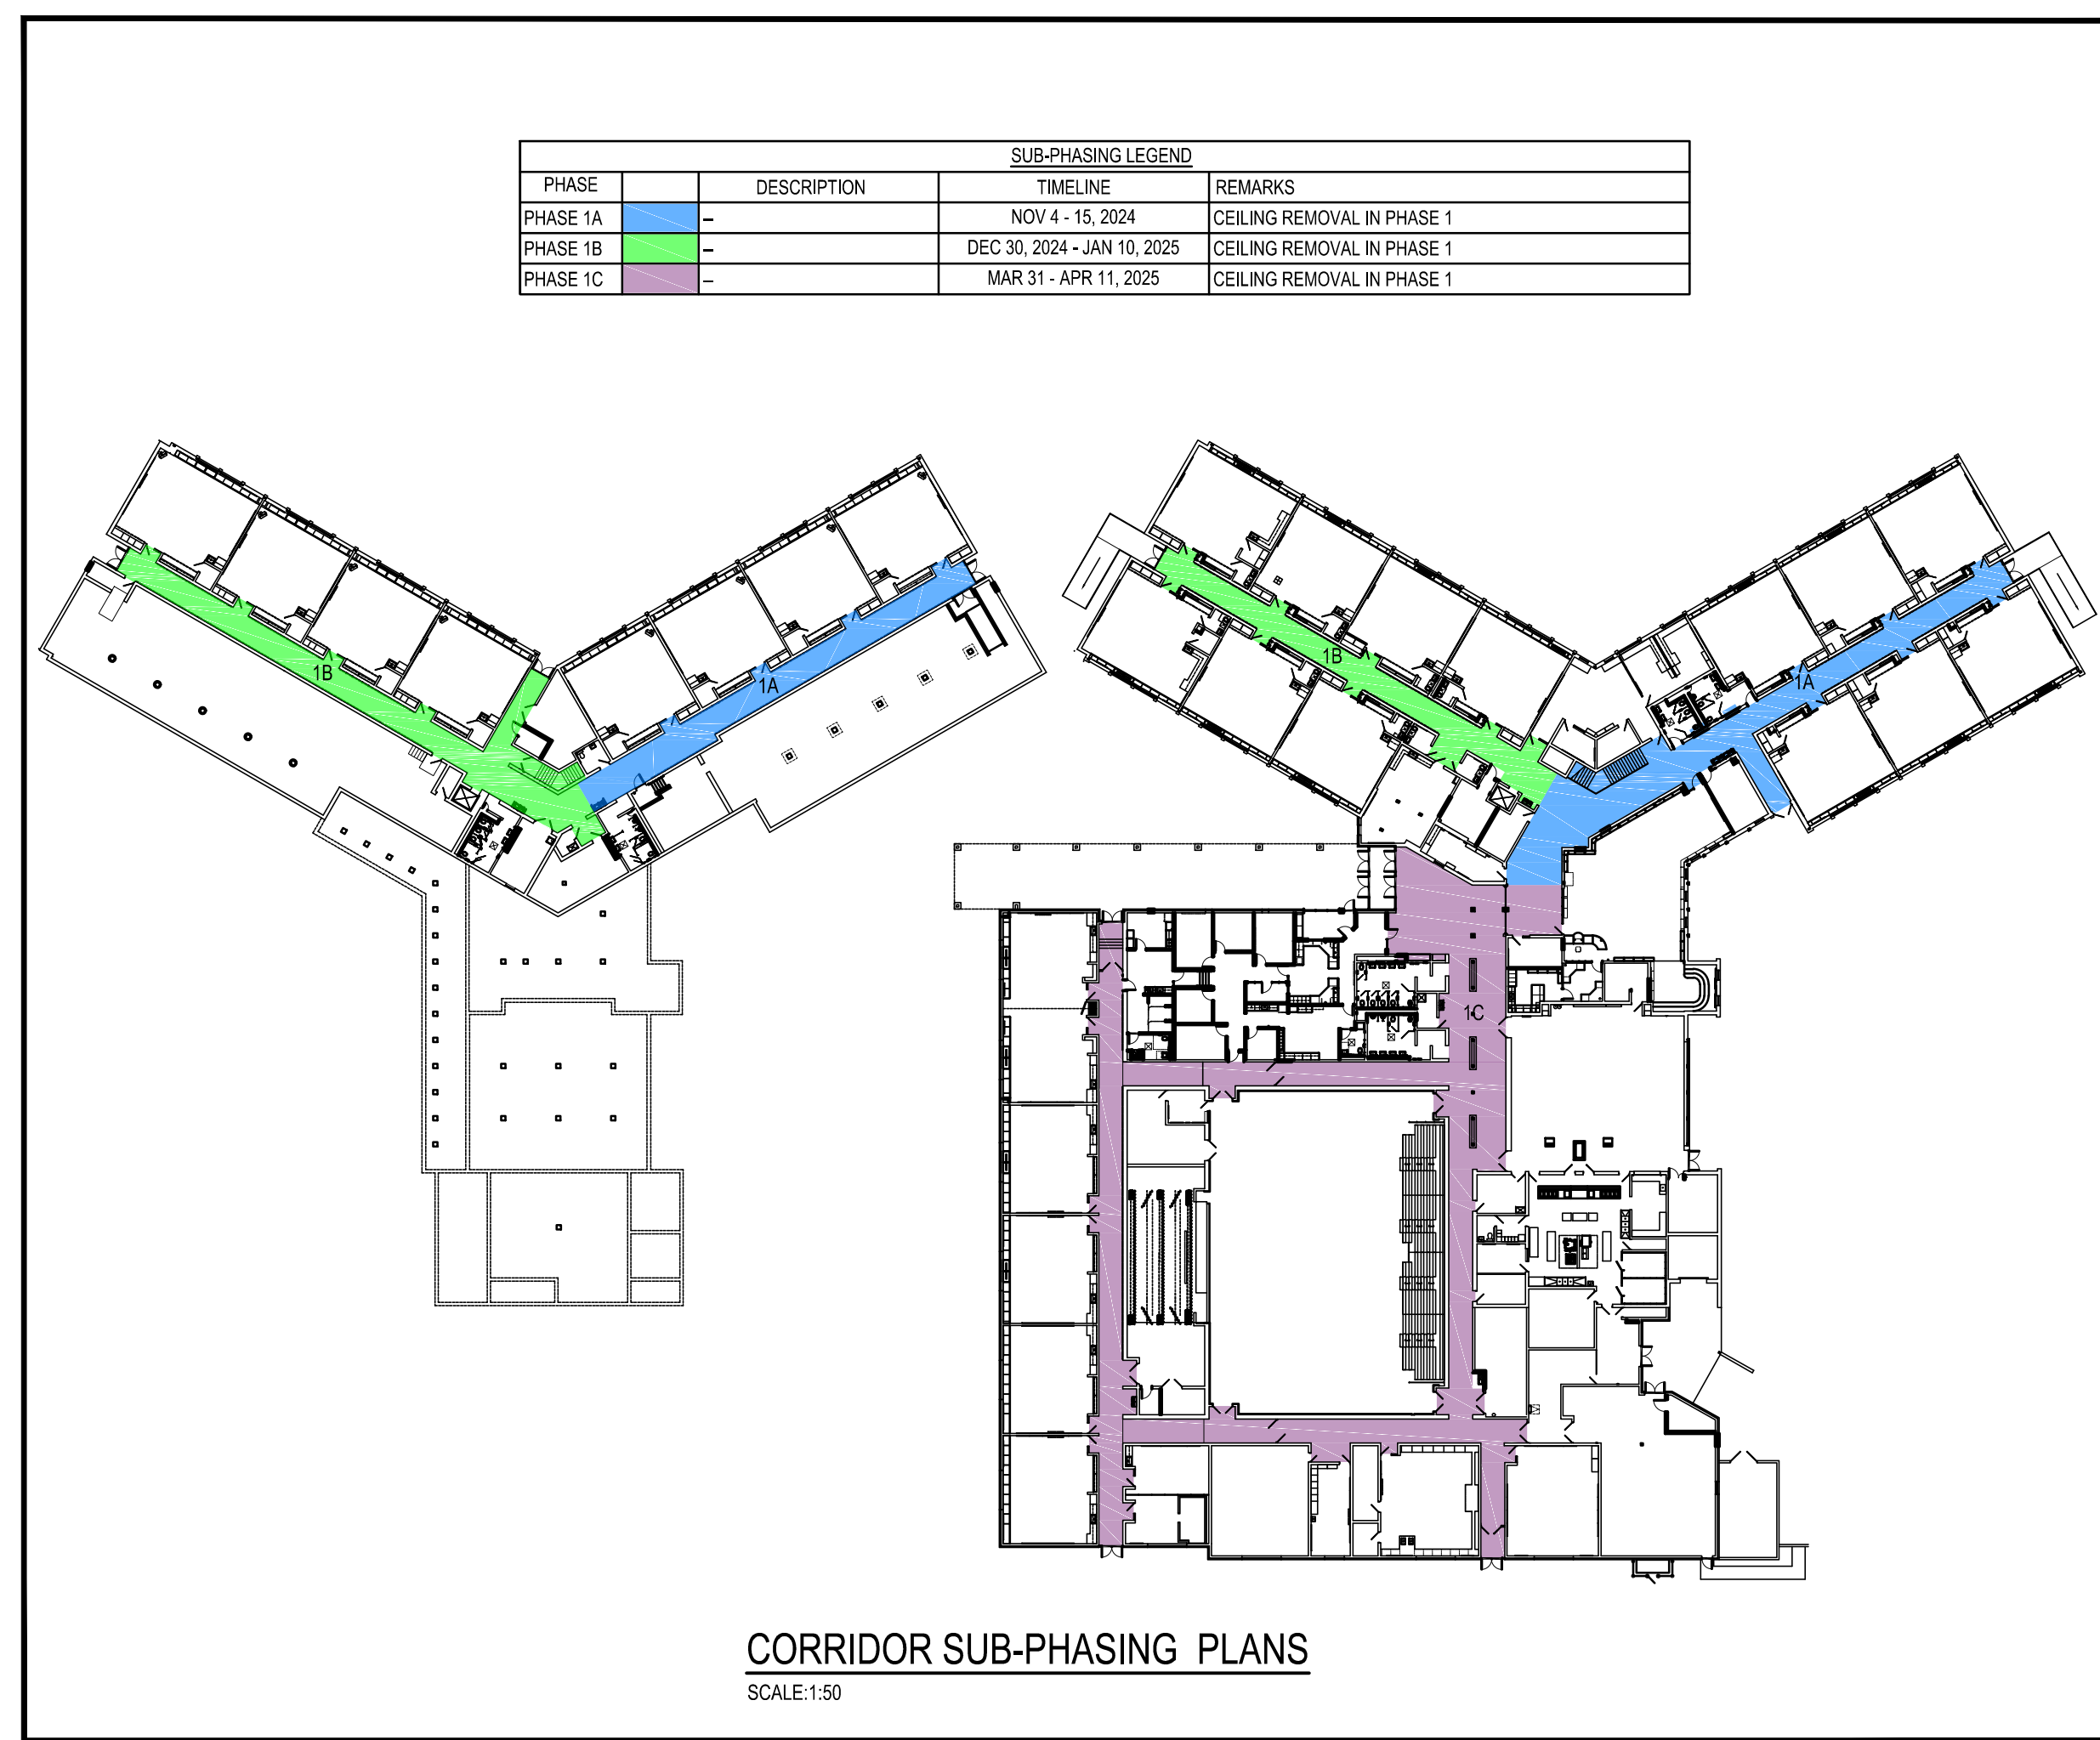 SUB-PHASING LEGEND
PHASE DESCRIPTION TIMELINE REMARKS
PHASE 1A – NOV 4 - 15, 2024 CEILING REMOVAL IN PHASE 1
PHASE 1B – DEC 30, 2024 - JAN 10, 2025 CEILING REMOVAL IN PHASE 1
PHASE 1C – MAR 31 - APR 11, 2025 CEILING REMOVAL IN PHASE 1
1B
1A
1B
1A
1C
CORRIDOR SUB-PHASING PLANS
SCALE:1:50